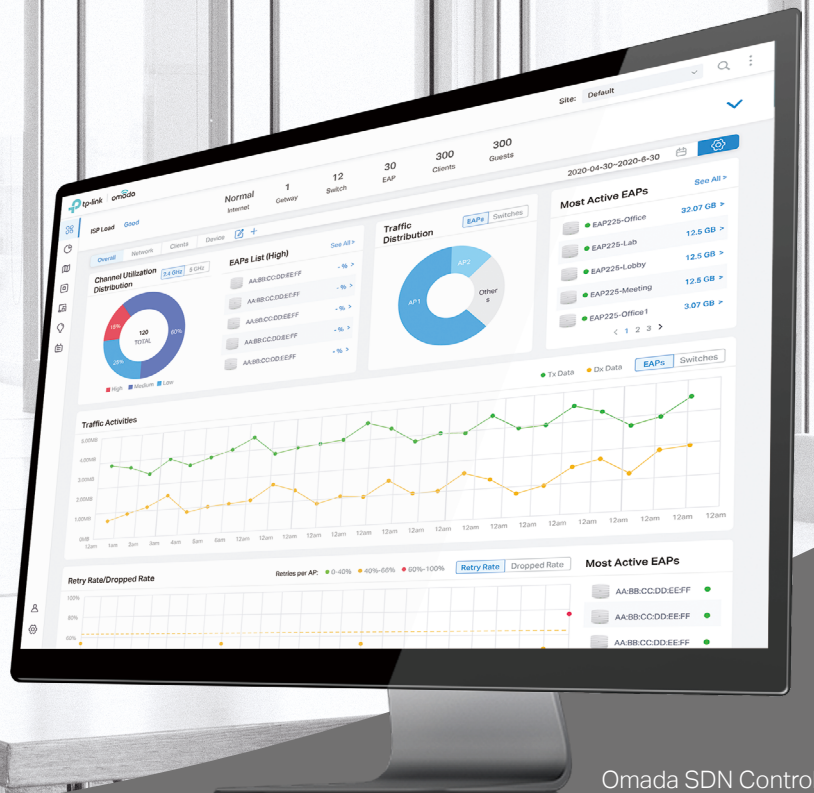 Site: Default
tp-link omada
Normal 1 12 30 300 300
Internet Getway Switch EAP Clients Guests
ISP Load Good
2020-04-30~2020-6-30
Overall Network Clients Device
Channel Utilization Distribution
2.4 GHz 5 GHz
15%
60%
25%
120
TOTAL
High Medium Low
EAPs List (High) See All >
AA:BB:CC:DD:EE:FF - % >
AA:BB:CC:DD:EE:FF - % >
AA:BB:CC:DD:EE:FF - % >
AA:BB:CC:DD:EE:FF - % >
AA:BB:CC:DD:EE:FF - % >
Traffic Distribution
EAPs Switches
AP1
AP2
Other
s
Most Active EAPs See All >
EAP225-Office 32.07 GB >
EAP225-Lab 12.5 GB >
EAP225-Lobby 12.5 GB >
EAP225-Meeting 12.5 GB >
EAP225-Office1 3.07 GB >
< 1 2 3 >
Traffic Activities
Tx Data Dx Data EAPs Switches
5.00MB
4.00MB
3.00MB
2.00MB
1.00MB
0MB
12am 1am 2am 3am 4am 5am 6am 12am 12am 12am 12am 12am 12am 12am 12am 12am 12am 12am 12am 12am 12am 12am
Retry Rate/Dropped Rate
Retries per AP: 0-40% 40%-60% 60%-100% Retry Rate Dropped Rate
100%
80%
60%
Most Active EAPs
AA:BB:CC:DD:EE:FF
AA:BB:CC:DD:EE:FF
AA:BB:CC:DD:EE:FF
Omada SDN Contro